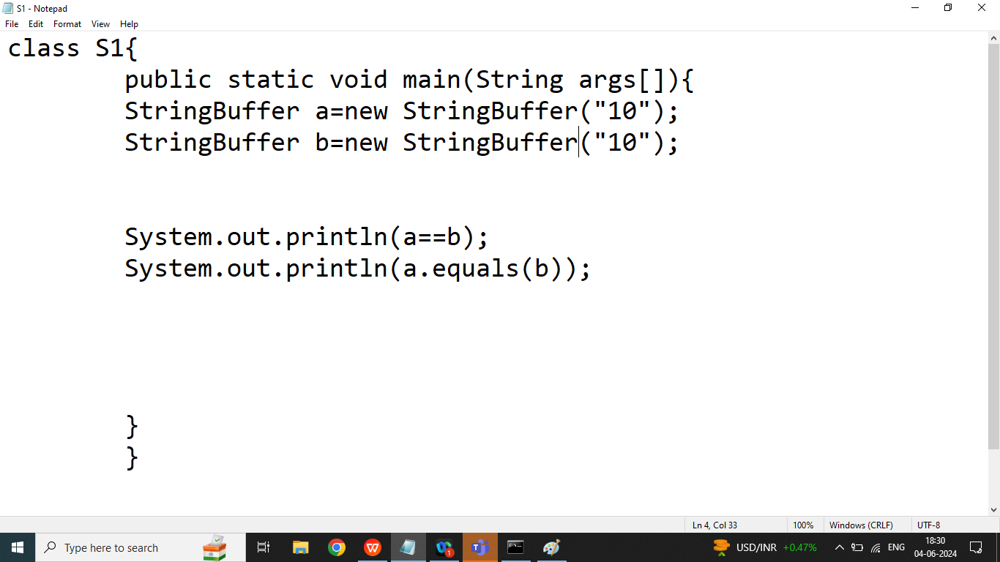 S1 - Notepad
File Edit Format View Help
class S1{
public static void main(String args[]){
StringBuffer a=new StringBuffer("10");
StringBuffer b=new StringBuffer("10");
System.out.println(a==b);
System.out.println(a.equals(b));
}
}
Ln 4, Col 33 100% Windows (CRLF) UTF-8
Type here to search
W
1
USD/INR +0.47%
ENG
18:30
04-06-2024